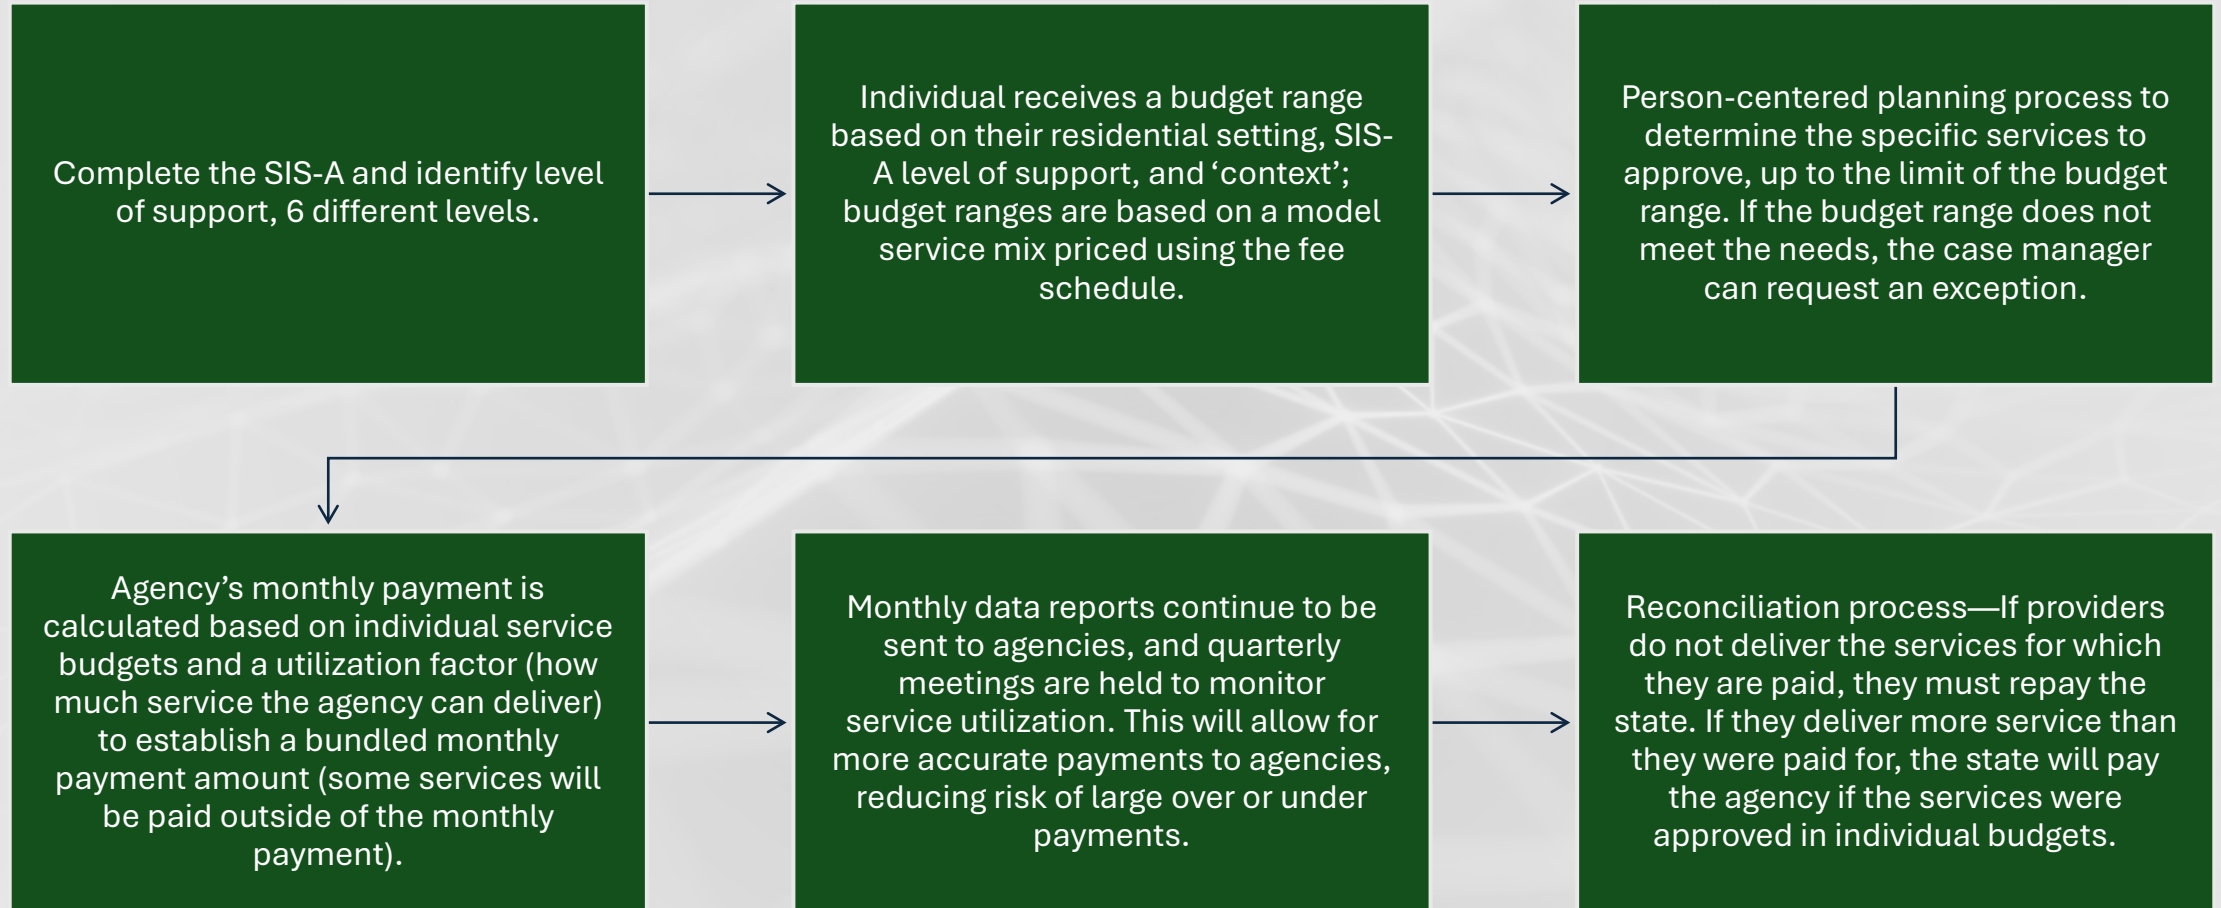 Complete the SIS-A and identify level
of support, 6 different levels.
Individual receives a budget range
based on their residential setting, SIS-
A level of support, and ‘context’;
budget ranges are based on a model
service mix priced using the fee
schedule.
Person-centered planning process to
determine the specific services to
approve, up to the limit of the budget
range. If the budget range does not
meet the needs, the case manager
can request an exception.
Agency’s monthly payment is
calculated based on individual service
budgets and a utilization factor (how
much service the agency can deliver)
to establish a bundled monthly
payment amount (some services will
be paid outside of the monthly
payment).
Monthly data reports continue to be
sent to agencies, and quarterly
meetings are held to monitor
service utilization. This will allow for
more accurate payments to agencies,
reducing risk of large over or under
payments.
Reconciliation process—If providers
do not deliver the services for which
they are paid, they must repay the
state. If they deliver more service than
they were paid for, the state will pay
the agency if the services were
approved in individual budgets.